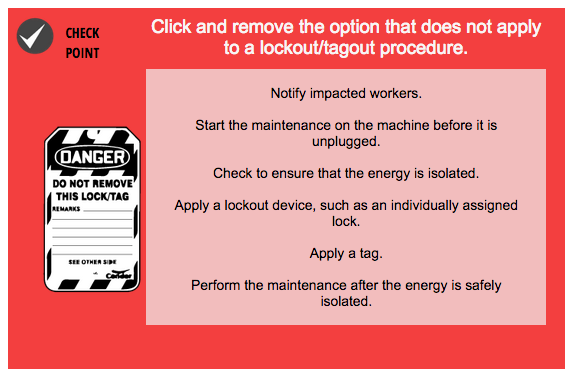 CHECK
POINT
Click and remove the option that does not apply
to a lockout/tagout procedure.
Notify impacted workers.
Start the maintenance on the machine before it is
unplugged.
Check to ensure that the energy is isolated.
Apply a lockout device, such as an individually assigned
lock.
Apply a tag.
Perform the maintenance after the energy is safely
isolated.
DANGER
DO NOT REMOVE
THIS LOCK/TAG
REMARKS
SEE OTHER SIDE
Condor